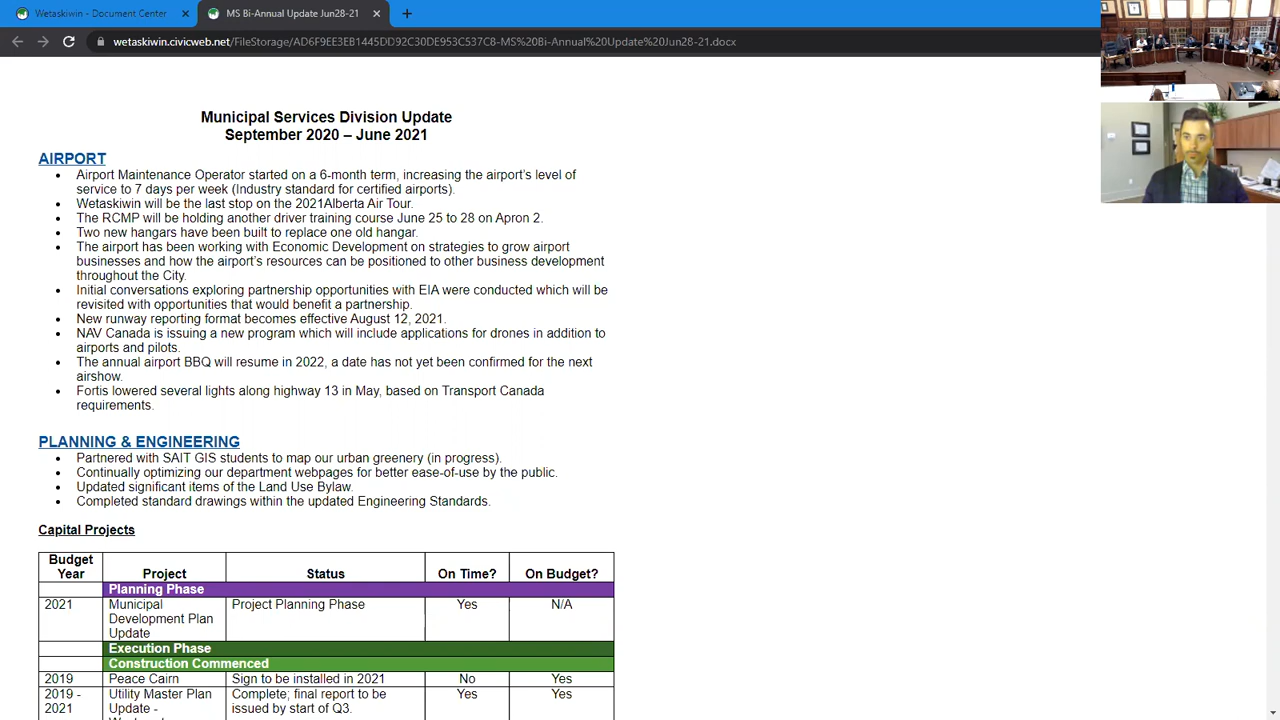 Wetaskiwin - Document Center
MS Bi-Annual Update Jun28-21
wetaskiwin.civicweb.net/FileStorage/AD6F9EE3EB1445DD92C30DE953C537C8-MS%20Bi-Annual%20Update%20Jun28-21.docx
Municipal Services Division Update
September 2020 – June 2021
AIRPORT
• Airport Maintenance Operator started on a 6-month term, increasing the airport's level of
service to 7 days per week (Industry standard for certified airports).
• Wetaskiwin will be the last stop on the 2021Alberta Air Tour.
• The RCMP will be holding another driver training course June 25 to 28 on Apron 2.
• Two new hangars have been built to replace one old hangar.
• The airport has been working with Economic Development on strategies to grow airport
businesses and how the airport's resources can be positioned to other business development
throughout the City.
• Initial conversations exploring partnership opportunities with EIA were conducted which will be
revisited with opportunities that would benefit a partnership.
• New runway reporting format becomes effective August 12, 2021.
• NAV Canada is issuing a new program which will include applications for drones in addition to
airports and pilots.
• The annual airport BBQ will resume in 2022, a date has not yet been confirmed for the next
airshow.
• Fortis lowered several lights along highway 13 in May, based on Transport Canada
requirements.
PLANNING & ENGINEERING
• Partnered with SAIT GIS students to map our urban greenery (in progress).
• Continually optimizing our department webpages for better ease-of-use by the public.
• Updated significant items of the Land Use Bylaw.
• Completed standard drawings within the updated Engineering Standards.
Capital Projects
Budget
Year Project Status On Time? On Budget?
Planning Phase
2021 Municipal Project Planning Phase Yes N/A
Development Plan
Update
Execution Phase
Construction Commenced
2019 Peace Cairn Sign to be installed in 2021 No Yes
2019 - Utility Master Plan Complete; final report to be Yes Yes
2021 Update - issued by start of Q3.